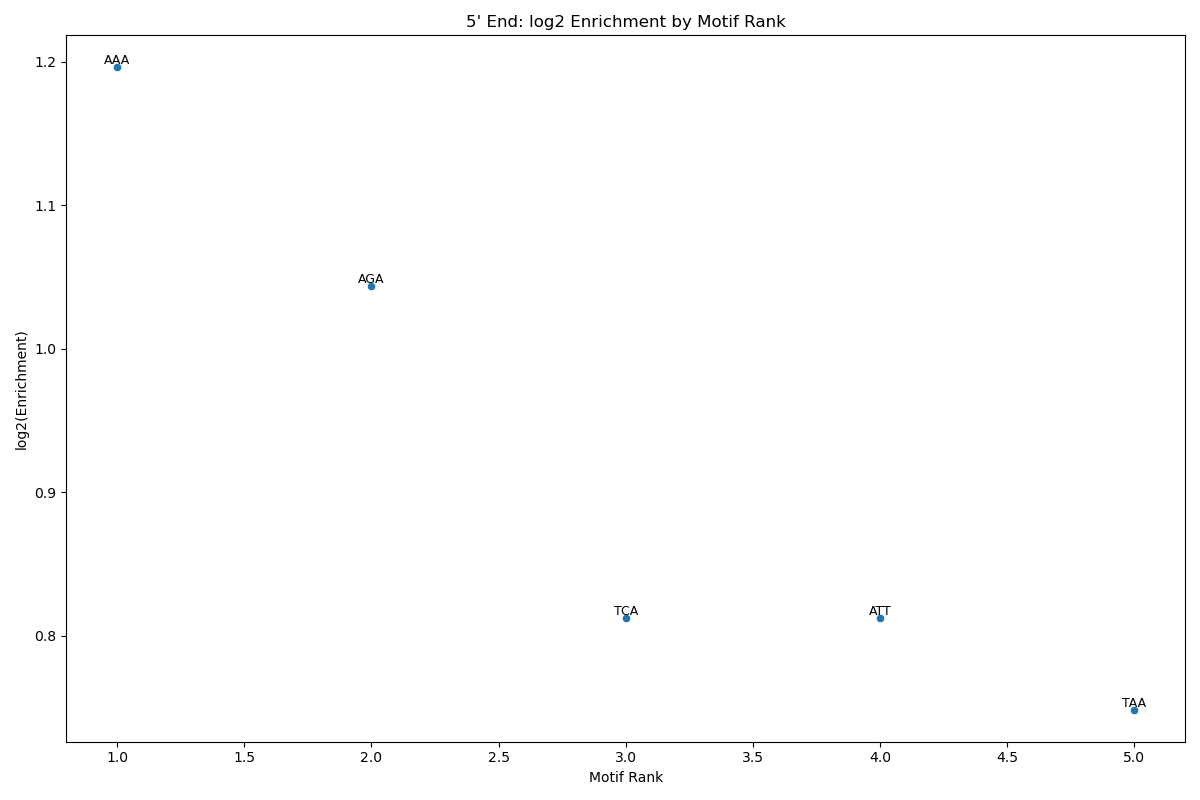 5' End: log2 Enrichment by Motif Rank
1.2
1.1
1.0
0.9
0.8
log2(Enrichment)
AAA
AGA
TCA
ATT
TAA
1.0 1.5 2.0 2.5 3.0 3.5 4.0 4.5 5.0
Motif Rank